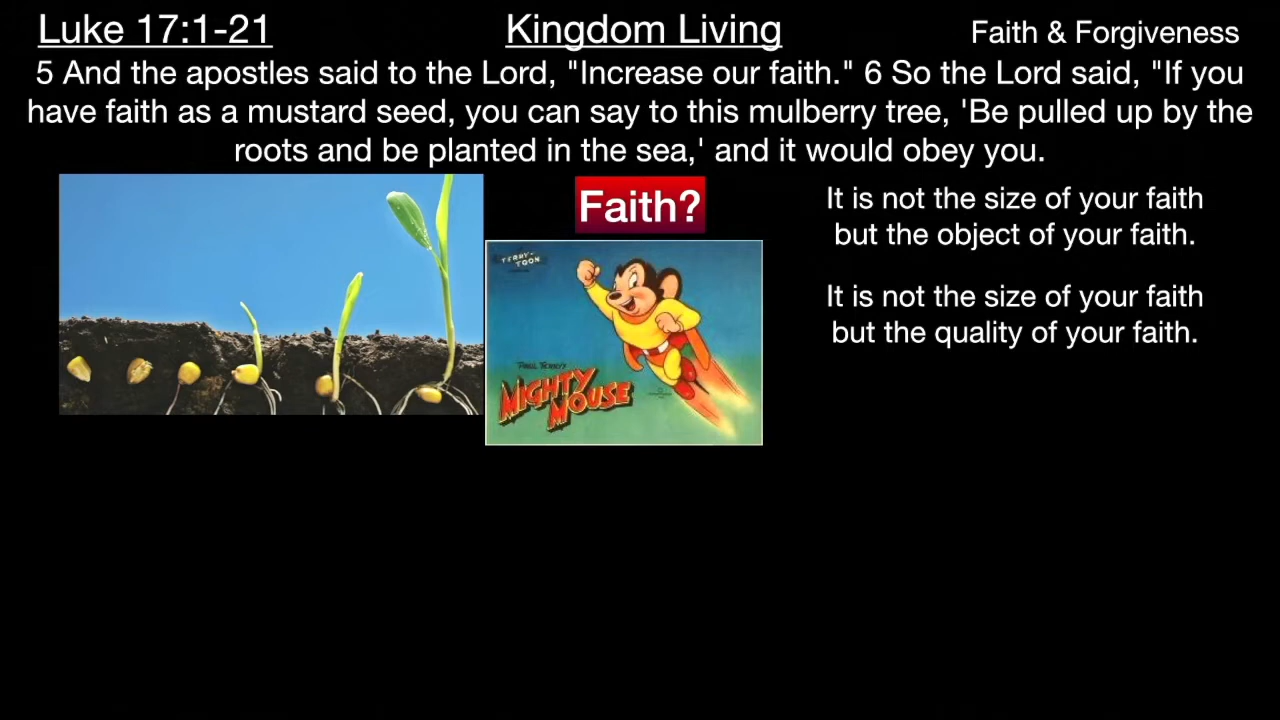 Luke 17:1-21
Kingdom Living
Faith & Forgiveness
5 And the apostles said to the Lord, "Increase our faith." 6 So the Lord said, "If you
have faith as a mustard seed, you can say to this mulberry tree, 'Be pulled up by the
roots and be planted in the sea,' and it would obey you.
Faith?
It is not the size of your faith
but the object of your faith.
It is not the size of your faith
but the quality of your faith.
TERRY-
TOON
PAUL TERRY'S
MIGHTY
MOUSE